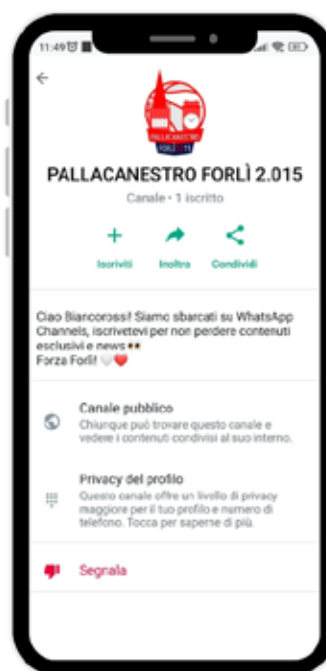 11:49
PALLACANESTRO
FORLÌ 2.015
PALLACANESTRO FORLÌ 2.015
Canale • 1 iscritto
Iscriviti
Inoltra
Condividi
Ciao Biancorossi! Siamo sbarcati su WhatsApp
Channels, iscrivetevi per non perdere contenuti
esclusivi e news 👀
Forza Forlì! 🤍❤️
Canale pubblico
Chiunque può trovare questo canale e
vedere i contenuti condivisi al suo interno.
Privacy del profilo
Questo canale offre un livello di privacy
maggiore per il tuo profilo e numero di
telefono. Tocca per saperne di più.
Segnala